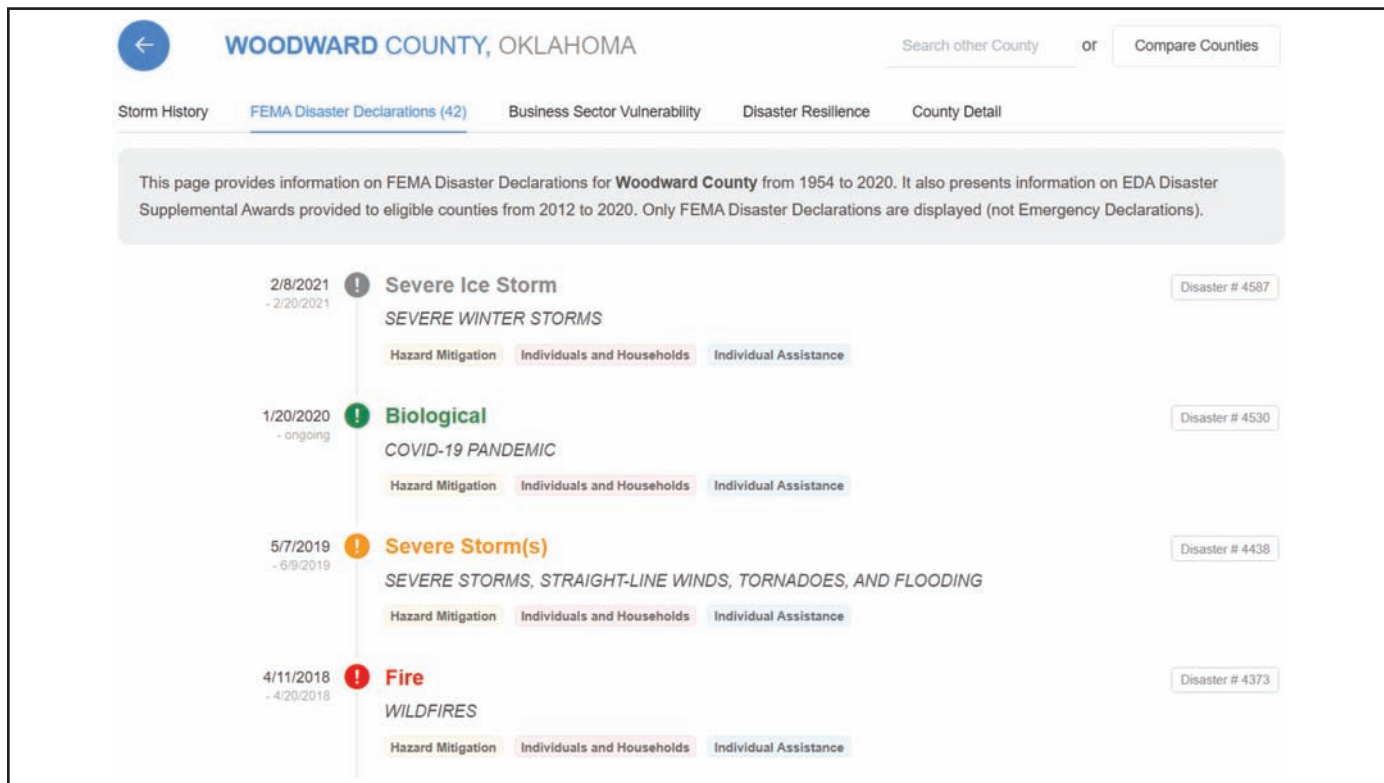 WOODWARD COUNTY, OKLAHOMA
Search other County or Compare Counties
Storm History FEMA Disaster Declarations (42) Business Sector Vulnerability Disaster Resilience County Detail
This page provides information on FEMA Disaster Declarations for Woodward County from 1954 to 2020. It also presents information on EDA Disaster
Supplemental Awards provided to eligible counties from 2012 to 2020. Only FEMA Disaster Declarations are displayed (not Emergency Declarations).
2/8/2021 ! Severe Ice Storm Disaster # 4587
- 2/20/2021
SEVERE WINTER STORMS
Hazard Mitigation Individuals and Households Individual Assistance
1/20/2020 ! Biological Disaster # 4530
- ongoing
COVID-19 PANDEMIC
Hazard Mitigation Individuals and Households Individual Assistance
5/7/2019 ! Severe Storm(s) Disaster # 4438
- 6/9/2019
SEVERE STORMS, STRAIGHT-LINE WINDS, TORNADOES, AND FLOODING
Hazard Mitigation Individuals and Households Individual Assistance
4/11/2018 ! Fire Disaster # 4373
- 4/20/2018
WILDFIRES
Hazard Mitigation Individuals and Households Individual Assistance